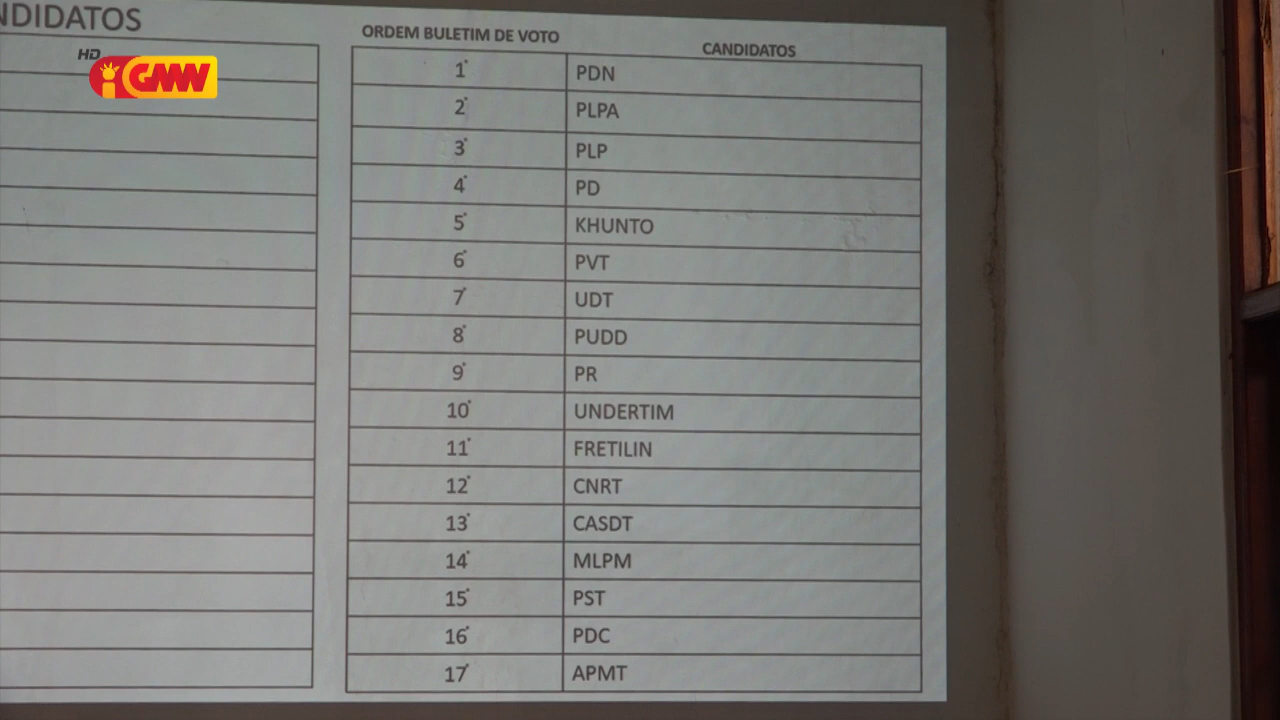 NDIDATOS
HD
GMN
ORDEM BULETIM DE VOTO
CANDIDATOS
1° PDN
2° PLPA
3° PLP
4° PD
5° KHUNTO
6° PVT
7° UDT
8° PUDD
9° PR
10° UNDERTIM
11° FRETILIN
12° CNRT
13° CASDT
14° MLPM
15° PST
16° PDC
17° APMT